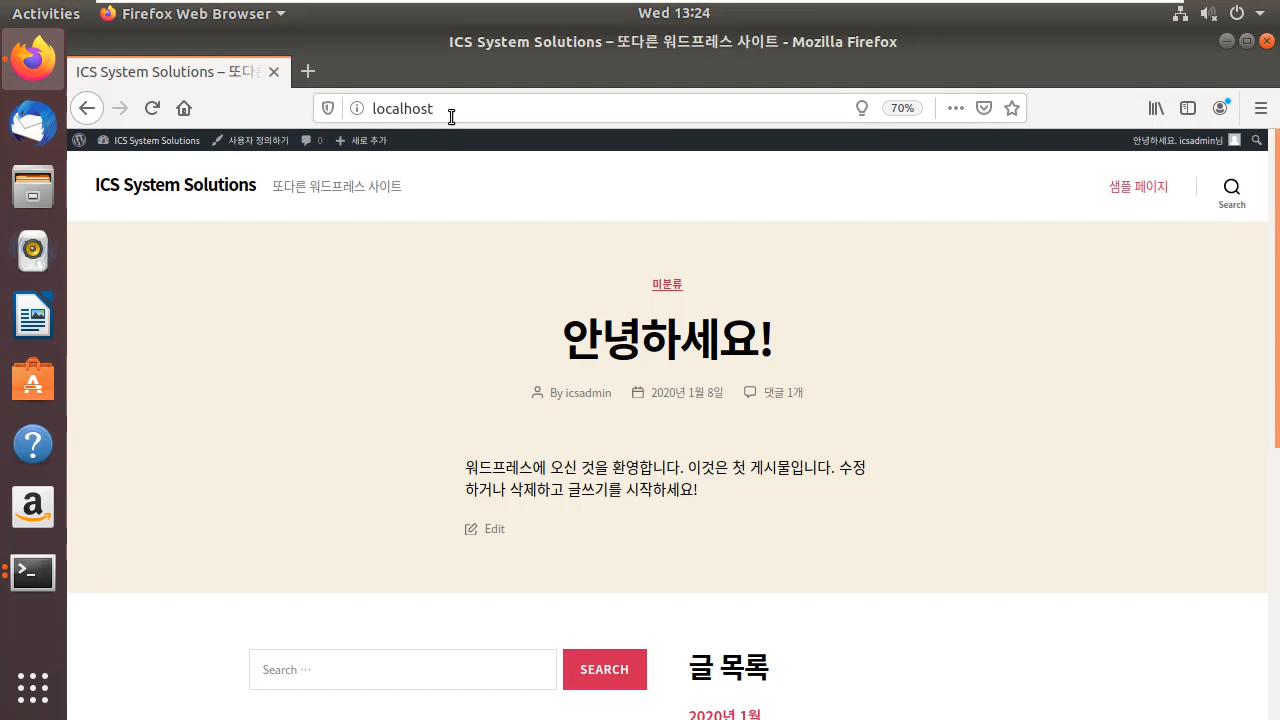 Activities Firefox Web Browser Wed 13:24
ICS System Solutions – 또다른 워드프레스 사이트 - Mozilla Firefox
ICS System Solutions – 또다
localhost 70%
ICS System Solutions 사용자 정의하기 0 새로 추가 안녕하세요. icsadmin님
ICS System Solutions 또다른 워드프레스 사이트 샘플 페이지
Search
미분류
안녕하세요!
By icsadmin 2020년 1월 8일 댓글 1개
워드프레스에 오신 것을 환영합니다. 이것은 첫 게시물입니다. 수정
하거나 삭제하고 글쓰기를 시작하세요!
Edit
Search …
SEARCH
글 목록
2020년 1월